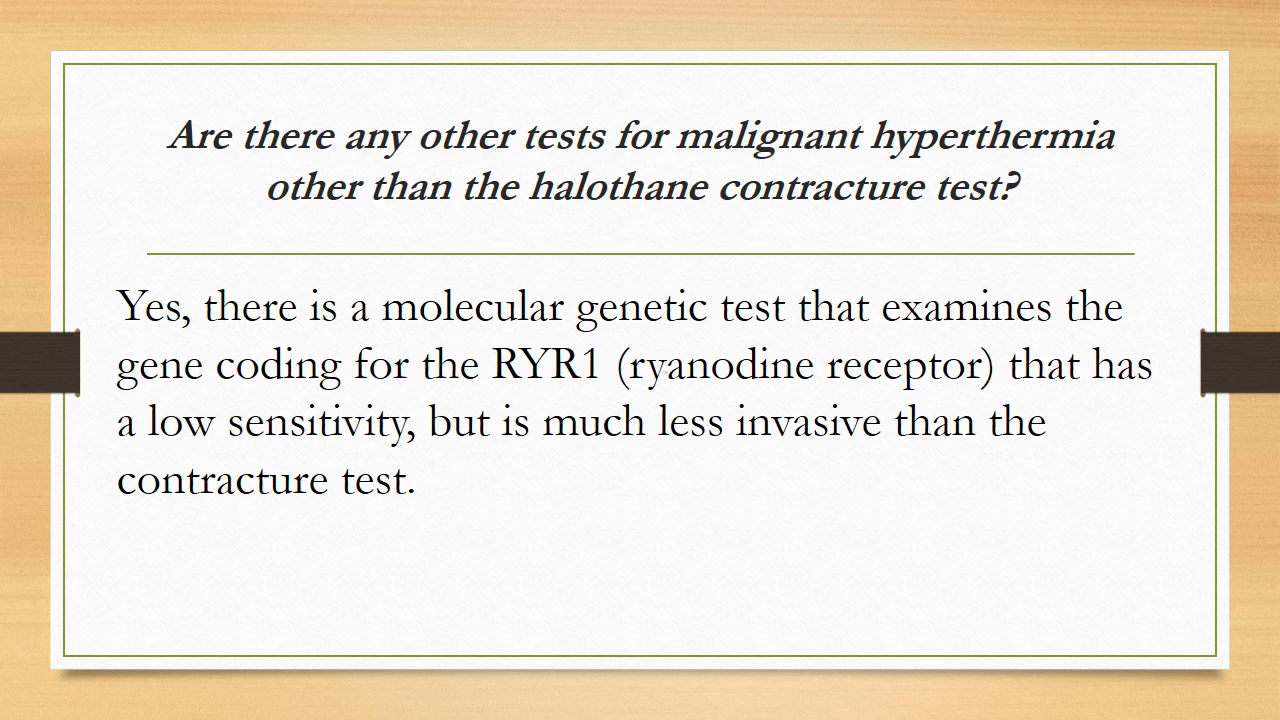 Are there any other tests for malignant hyperthermia
other than the halothane contracture test?
Yes, there is a molecular genetic test that examines the
gene coding for the RYR1 (ryanodine receptor) that has
a low sensitivity, but is much less invasive than the
contracture test.